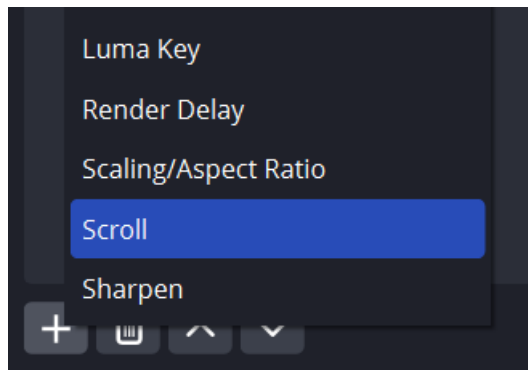 Luma Key
Render Delay
Scaling/Aspect Ratio
Scroll
Sharpen